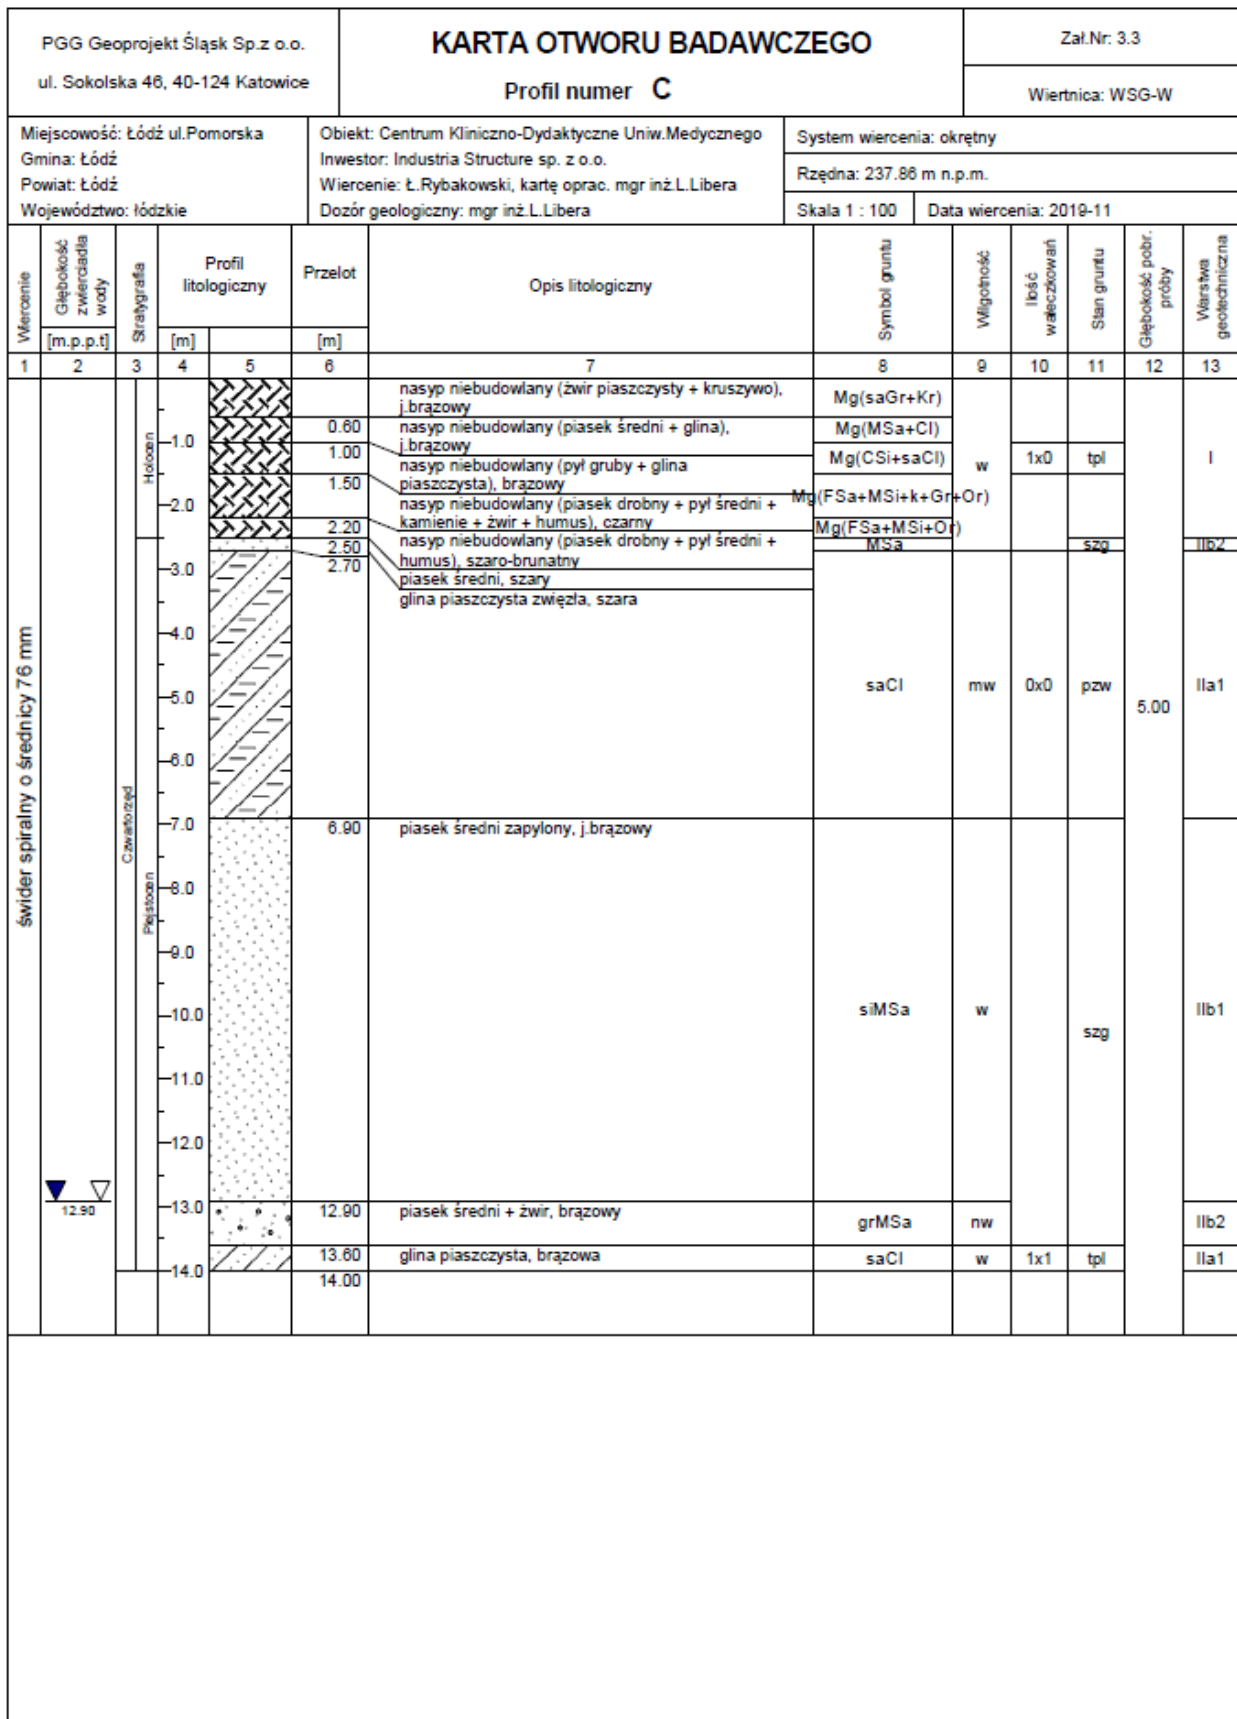 PGG Geoprojekt Śląsk Sp.z o.o.
ul. Sokolska 46, 40-124 Katowice
KARTA OTWORU BADAWCZEGO
Profil numer C
Zał.Nr: 3.3
Wiertnica: WSG-W
Miejscowość: Łódź ul.Pomorska
Gmina: Łódź
Powiat: Łódź
Województwo: łódzkie
Obiekt: Centrum Kliniczno-Dydaktyczne Uniw.Medycznego
Inwestor: Industria Structure sp. z o.o.
Wiercenie: Ł.Rybakowski, kartę oprac. mgr inż.L.Libera
Dozór geologiczny: mgr inż.L.Libera
System wiercenia: okrętny
Rzędna: 237.86 m n.p.m.
Skala 1 : 100
Data wiercenia: 2019-11
Wiercenie
Głębokość zwierciadła wody
[m.p.p.t]
Stratygrafia
Profil litologiczny
[m]
Przelot
[m]
Opis litologiczny
Symbol gruntu
Wilgotność
Ilość wałeczkowań
Stan gruntu
Głębokość pobr. próby
Warstwa geotechniczna
1 2 3 4 5 6 7 8 9 10 11 12 13
świder spiralny o średnicy 76 mm
12.90
Czwartorzęd
Holocen
Plejstocen
1.0
2.0
3.0
4.0
5.0
6.0
7.0
8.0
9.0
10.0
11.0
12.0
13.0
14.0
0.60
1.00
1.50
2.20
2.50
2.70
6.90
12.90
13.60
14.00
nasyp niebudowlany (żwir piaszczysty + kruszywo),
j.brązowy
nasyp niebudowlany (piasek średni + glina),
j.brązowy
nasyp niebudowlany (pył gruby + glina
piaszczysta), brązowy
nasyp niebudowlany (piasek drobny + pył średni +
kamienie + żwir + humus), czarny
nasyp niebudowlany (piasek drobny + pył średni +
humus), szaro-brunatny
piasek średni, szary
glina piaszczysta zwięzła, szara
piasek średni zapylony, j.brązowy
piasek średni + żwir, brązowy
glina piaszczysta, brązowa
Mg(saGr+Kr)
Mg(MSa+Cl)
Mg(CSi+saCl)
Mg(FSa+MSi+k+Gr+Or)
Mg(FSa+MSi+Or)
MSa
saCl
siMSa
grMSa
saCl
w
mw
w
nw
w
1x0
0x0
1x1
tpl
szg
pzw
szg
tpl
5.00
I
IIb2
IIa1
IIb1
IIb2
IIa1